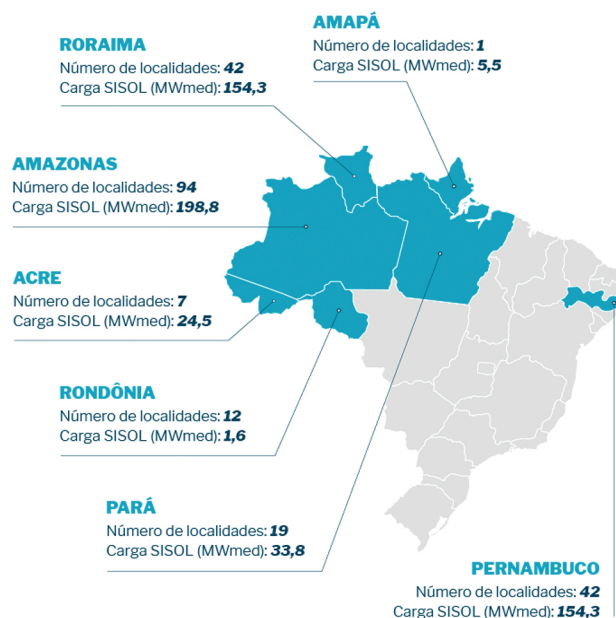 AMAPÁ
Número de localidades: 1
Carga SISOL (MWmed): 5,5
RORAIMA
Número de localidades: 42
Carga SISOL (MWmed): 154,3
AMAZONAS
Número de localidades: 94
Carga SISOL (MWmed): 198,8
ACRE
Número de localidades: 7
Carga SISOL (MWmed): 24,5
RONDÔNIA
Número de localidades: 12
Carga SISOL (MWmed): 1,6
PARÁ
Número de localidades: 19
Carga SISOL (MWmed): 33,8
PERNAMBUCO
Número de localidades: 42
Carga SISOL (MWmed): 154,3